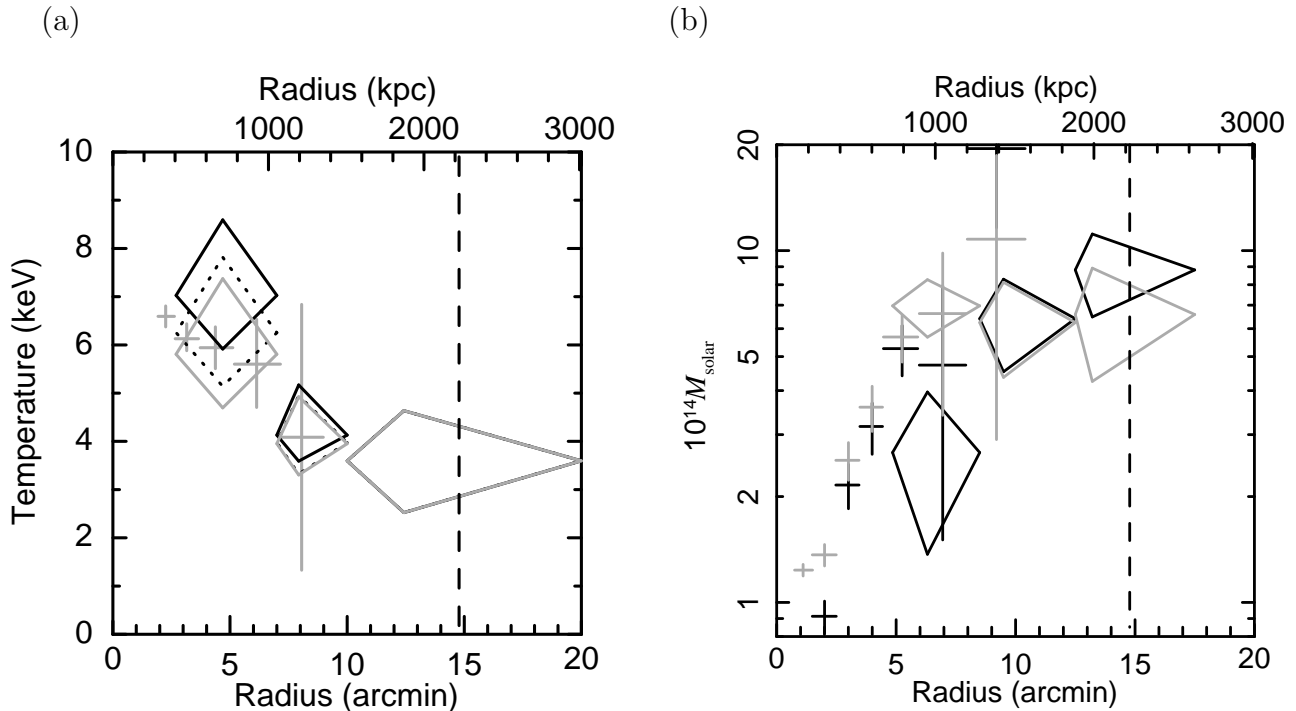 (a)
Radius (kpc)
1000 2000 3000
10
8
6
4
2
0
Temperature (keV)
0 5 10 15 20
Radius (arcmin)
(b)
Radius (kpc)
1000 2000 3000
20
10
5
2
1
10¹⁴M_solar
0 5 10 15 20
Radius (arcmin)